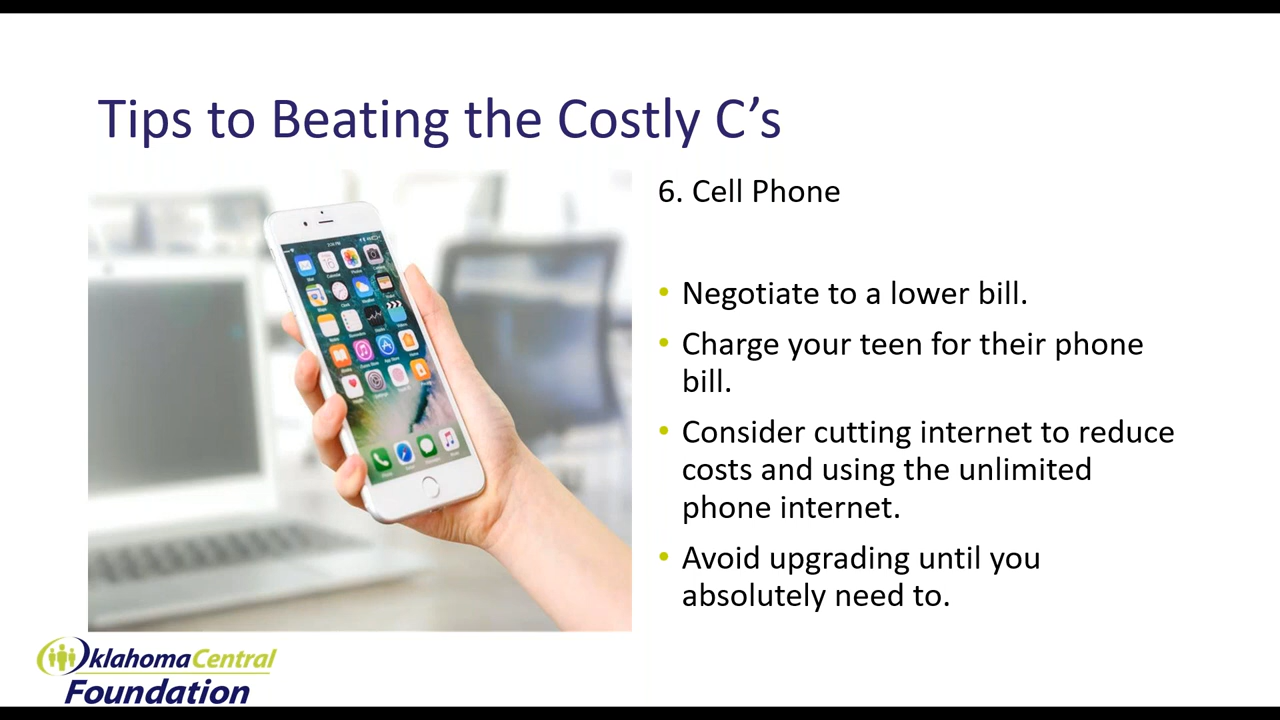 Tips to Beating the Costly C's
6. Cell Phone
• Negotiate to a lower bill.
• Charge your teen for their phone
bill.
• Consider cutting internet to reduce
costs and using the unlimited
phone internet.
• Avoid upgrading until you
absolutely need to.
OklahomaCentral
Foundation